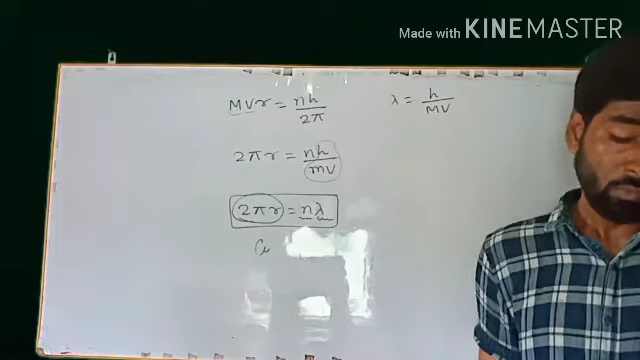 Made with KINEMASTER
MVr = nh/2π
λ = h/MV
2πr = nh/mv
2πr = nλ